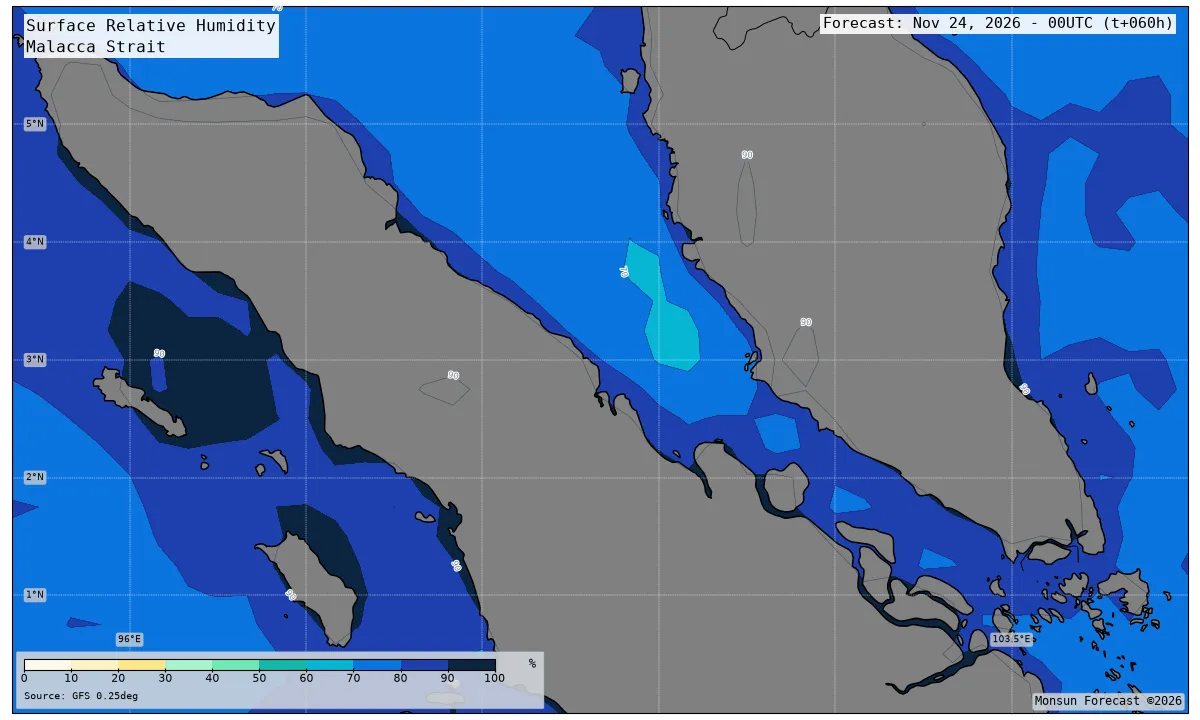 70
Surface Relative Humidity
Malacca Strait
Forecast: Nov 24, 2026 - 00UTC (t+060h)
5°N
90
4°N
70
90
3°N
90
90
90
2°N
90
1°N
90
96°E
103.5°E
%
0 10 20 30 40 50 60 70 80 90 100
Source: GFS 0.25deg
Monsun Forecast ©2026